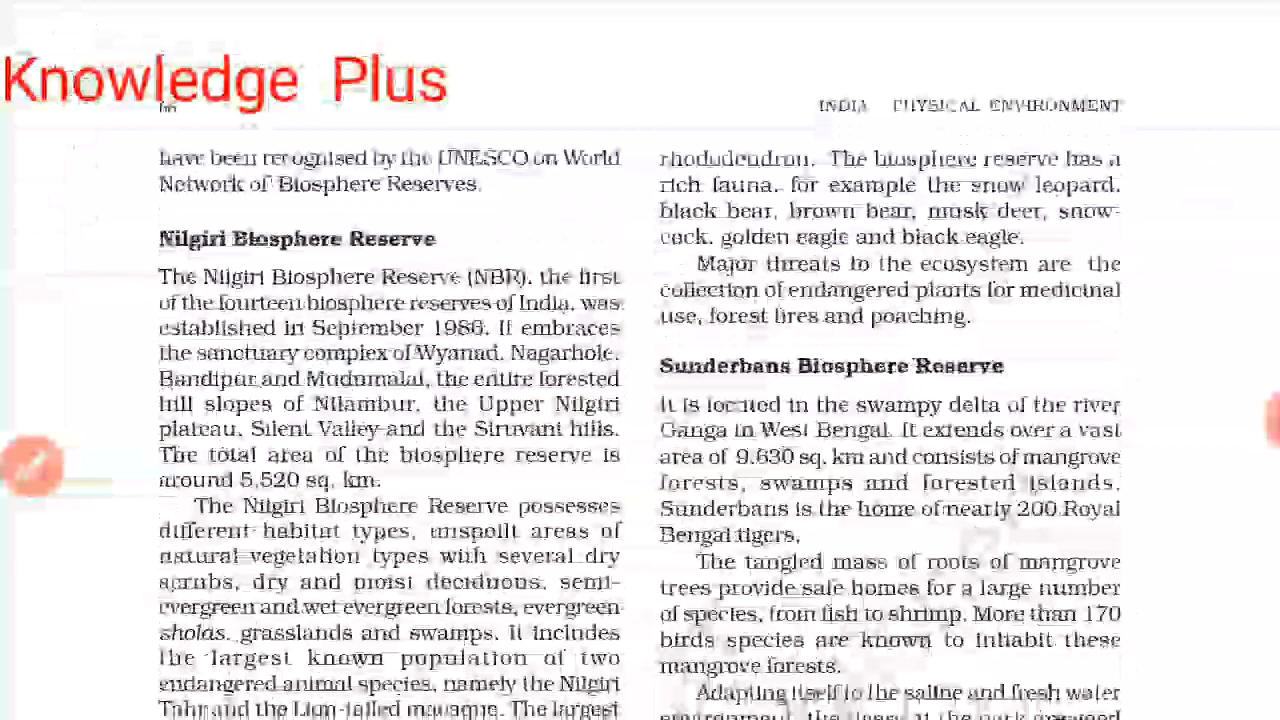 Knowledge Plus
INDIA PHYSICAL ENVIRONMENT
have been recognised by the UNESCO on World
Network of Biosphere Reserves.
Nilgiri Biosphere Reserve
The Nilgiri Biosphere Reserve (NBR), the first
of the fourteen biosphere reserves of India, was
established in September 1986. It embraces
the sanctuary complex of Wyanad, Nagarhole,
Bandipur and Mudumalai, the entire forested
hill slopes of Nilambur, the Upper Nilgiri
plateau, Silent Valley and the Siruvani hills.
The total area of the biosphere reserve is
around 5,520 sq. km.
The Nilgiri Biosphere Reserve possesses
different habitat types, unspoilt areas of
natural vegetation types with several dry
scrubs, dry and moist deciduous, semi-
evergreen and wet evergreen forests, evergreen
sholas, grasslands and swamps. It includes
the largest known population of two
endangered animal species, namely the Nilgiri
Tahr and the Lion-tailed macaque. The largest
rhododendron. The biosphere reserve has a
rich fauna, for example the snow leopard,
black bear, brown bear, musk deer, snow-
cock, golden eagle and black eagle.
Major threats to the ecosystem are the
collection of endangered plants for medicinal
use, forest fires and poaching.
Sunderbans Biosphere Reserve
It is located in the swampy delta of the river
Ganga in West Bengal. It extends over a vast
area of 9,630 sq. km and consists of mangrove
forests, swamps and forested islands.
Sunderbans is the home of nearly 200 Royal
Bengal tigers.
The tangled mass of roots of mangrove
trees provide safe homes for a large number
of species, from fish to shrimp. More than 170
birds species are known to inhabit these
mangrove forests.
Adapting itself to the saline and fresh water